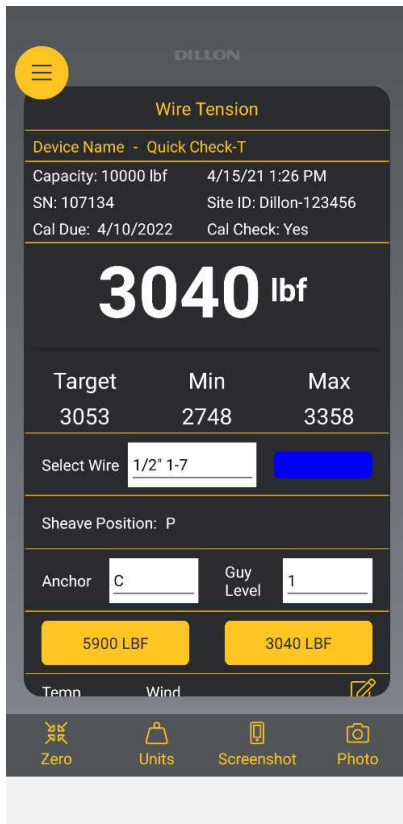 DILLON
Wire Tension
Device Name - Quick Check-T
Capacity: 10000 lbf 4/15/21 1:26 PM
SN: 107134 Site ID: Dillon-123456
Cal Due: 4/10/2022 Cal Check: Yes
3040 lbf
Target Min Max
3053 2748 3358
Select Wire 1/2" 1-7
Sheave Position: P
Anchor C Guy Level 1
5900 LBF 3040 LBF
Temp Wind
Zero Units Screenshot Photo